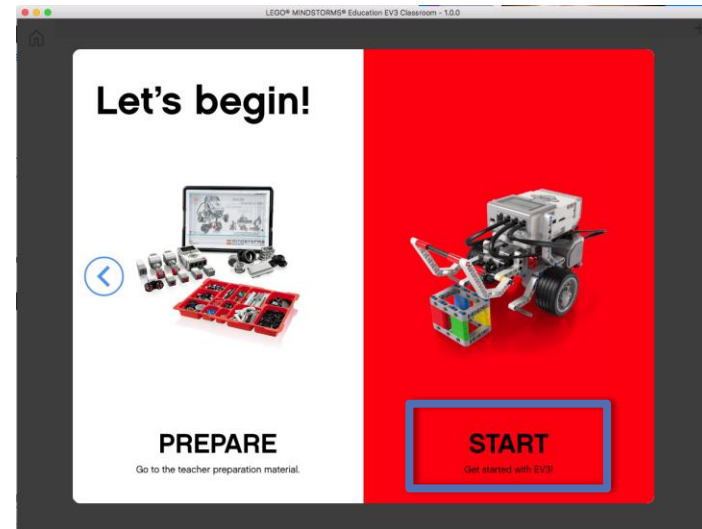 LEGO® MINDSTORMS® Education EV3 Classroom - 1.0.0
Let's begin!
PREPARE
Go to the teacher preparation material.
START
Get started with EV3!